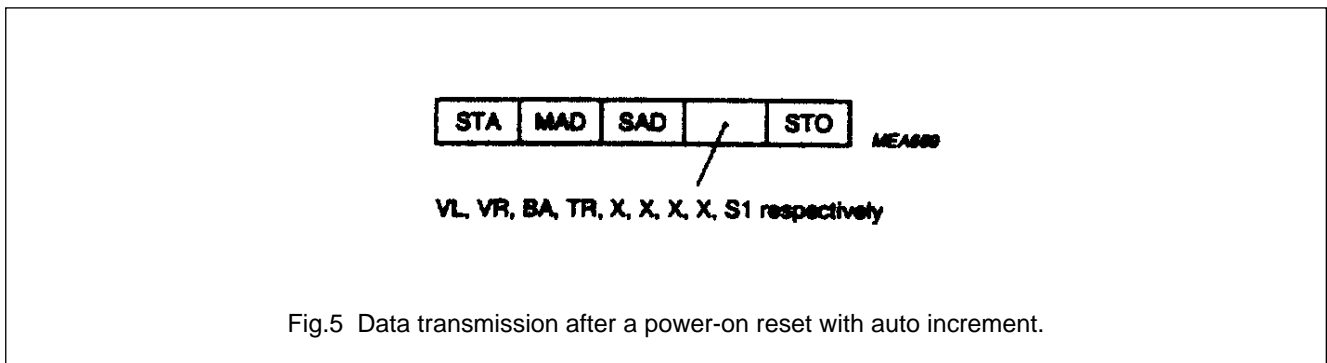 STA MAD SAD STO
VL, VR, BA, TR, X, X, X, X, S1 respectively
Fig.5 Data transmission after a power-on reset with auto increment.